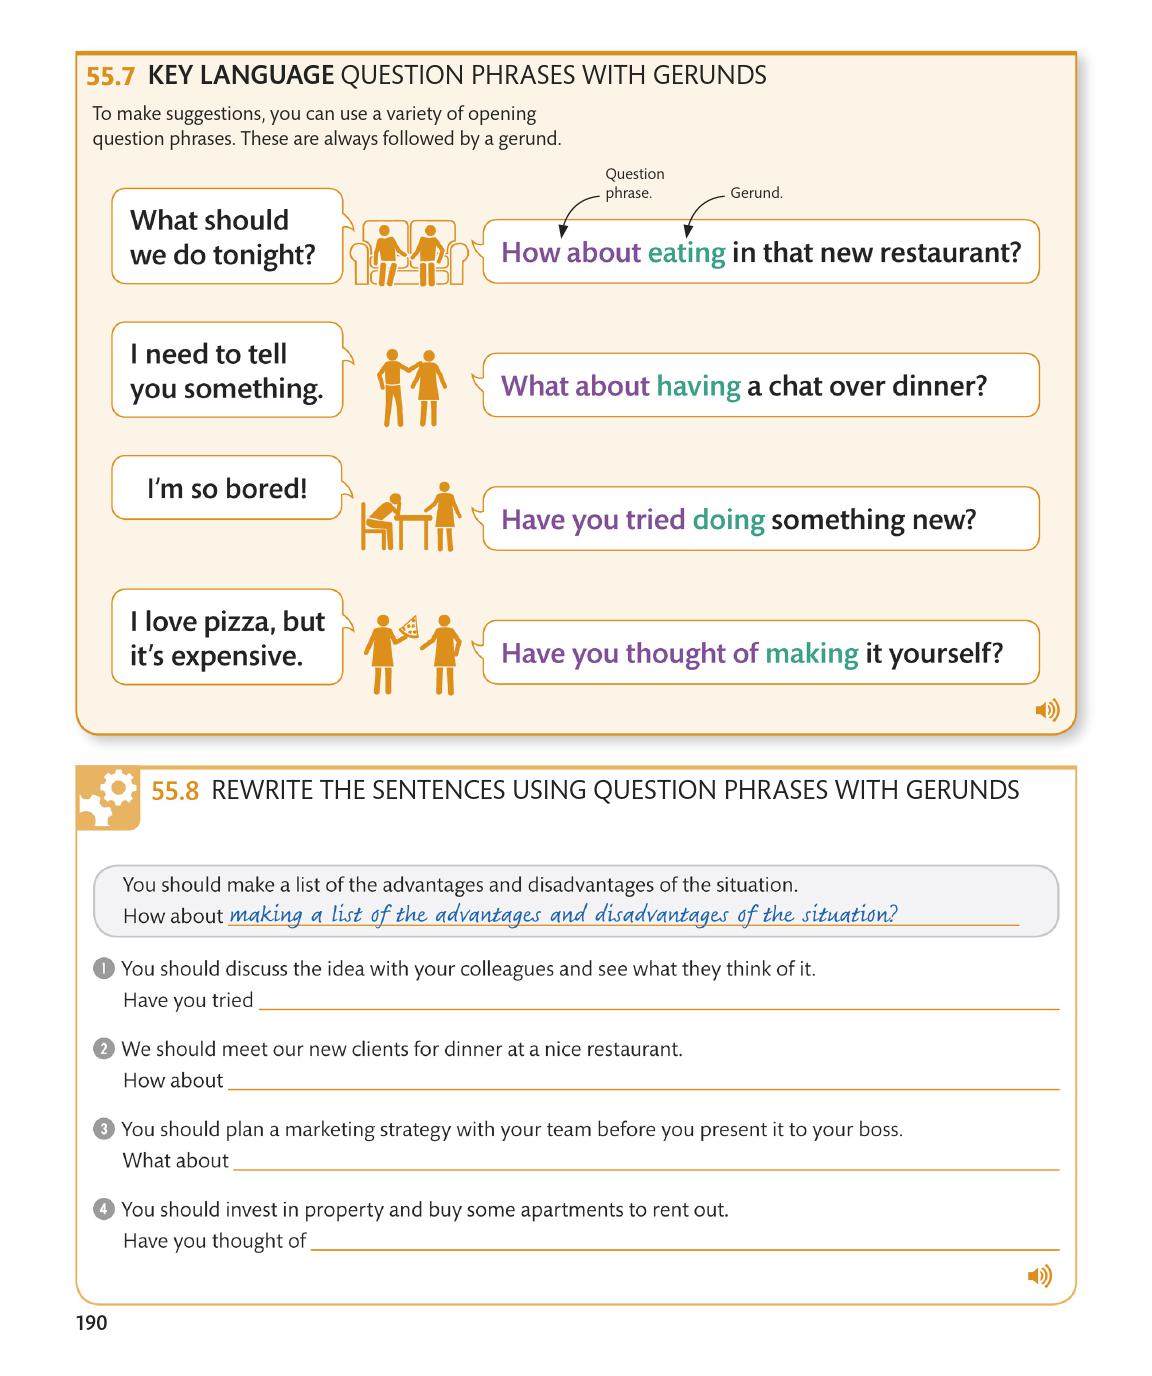 55.7 KEY LANGUAGE QUESTION PHRASES WITH GERUNDS
To make suggestions, you can use a variety of opening
question phrases. These are always followed by a gerund.
Question
phrase.
Gerund.
What should
we do tonight?
How about eating in that new restaurant?
I need to tell
you something.
What about having a chat over dinner?
I'm so bored!
Have you tried doing something new?
I love pizza, but
it's expensive.
Have you thought of making it yourself?
55.8 REWRITE THE SENTENCES USING QUESTION PHRASES WITH GERUNDS
You should make a list of the advantages and disadvantages of the situation.
How about making a list of the advantages and disadvantages of the situation?
1 You should discuss the idea with your colleagues and see what they think of it.
Have you tried
2 We should meet our new clients for dinner at a nice restaurant.
How about
3 You should plan a marketing strategy with your team before you present it to your boss.
What about
4 You should invest in property and buy some apartments to rent out.
Have you thought of
190